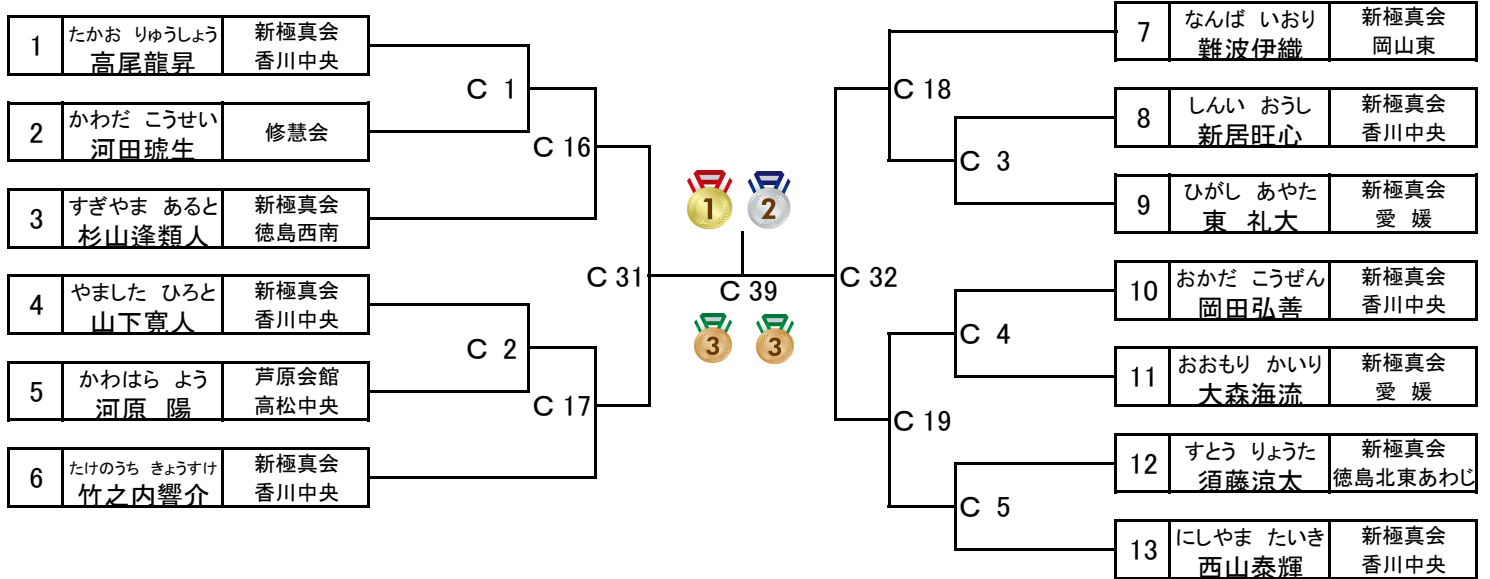 1
たかお りゅうしょう
高尾龍昇
新極真会
香川中央
2
かわだ こうせい
河田琥生
修慧会
3
すぎやま あると
杉山逢類人
新極真会
徳島西南
4
やました ひろと
山下寛人
新極真会
香川中央
5
かわはら よう
河原 陽
芦原会館
高松中央
6
たけのうち きょうすけ
竹之内響介
新極真会
香川中央
C 1
C 16
C 2
C 17
C 31
1
2
C 39
3
3
C 32
C 18
C 3
C 4
C 19
C 5
7
なんば いおり
難波伊織
新極真会
岡山東
8
しんい おうし
新居旺心
新極真会
香川中央
9
ひがし あやた
東 礼大
新極真会
愛 媛
10
おかだ こうぜん
岡田弘善
新極真会
香川中央
11
おおもり かいり
大森海流
新極真会
愛 媛
12
すとう りょうた
須藤涼太
新極真会
徳島北東あわじ
13
にしやま たいき
西山泰輝
新極真会
香川中央